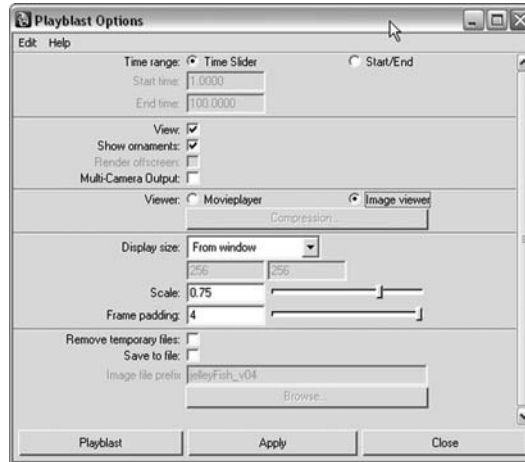 Playblast Options
Edit Help
Time range: Time Slider Start/End
Start time: 1.0000
End time: 100.0000
View:
Show ornaments:
Render offscreen:
Multi-Camera Output:
Viewer: Movieplayer Image viewer
Compression...
Display size: From window
256 256
Scale: 0.75
Frame padding: 4
Remove temporary files:
Save to file:
Image file prefix jelleyFish_v04
Browse...
Playblast Apply Close